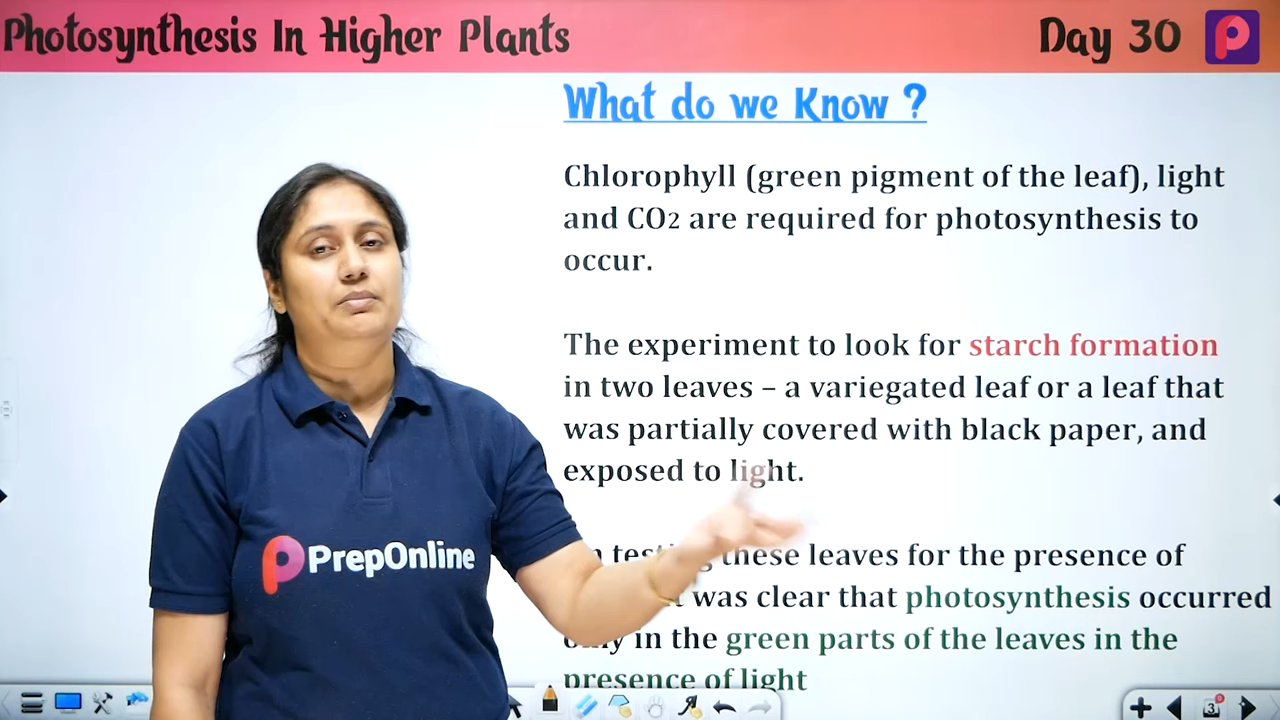 Photosynthesis In Higher Plants
Day 30
What do we Know ?
Chlorophyll (green pigment of the leaf), light
and CO2 are required for photosynthesis to
occur.
The experiment to look for starch formation
in two leaves – a variegated leaf or a leaf that
was partially covered with black paper, and
exposed to light.
these leaves for the presence of
was clear that photosynthesis occurred
only in the green parts of the leaves in the
presence of light
PrepOnline
3